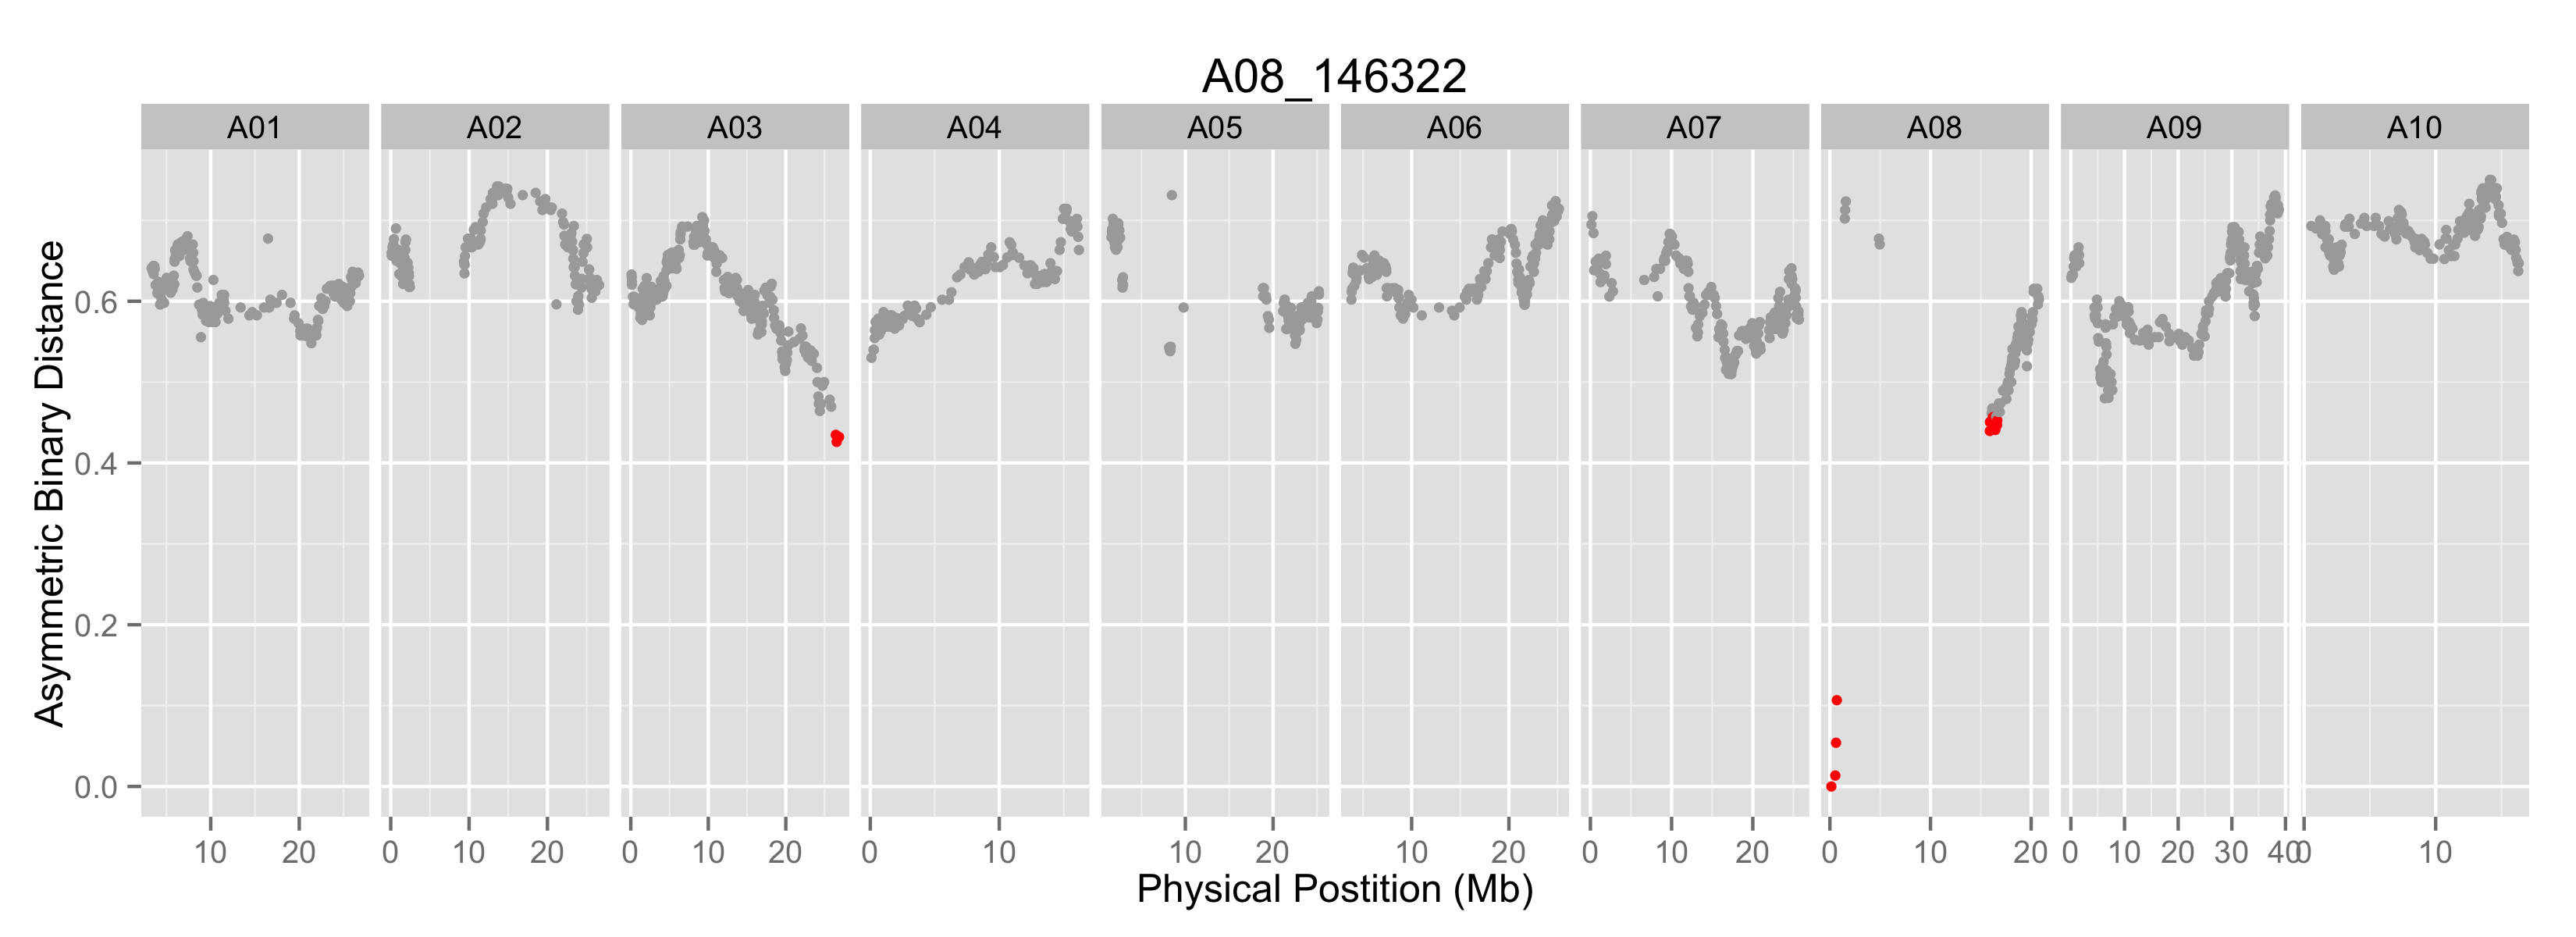 A08_146322
A01 A02 A03 A04 A05 A06 A07 A08 A09 A10
Asymmetric Binary Distance
0.6
0.4
0.2
0.0
10 20 0 10 20 0 10 20 0 10 10 20 10 20 0 10 20 0 10 20 0 10 20 30 40 0 10
Physical Postition (Mb)